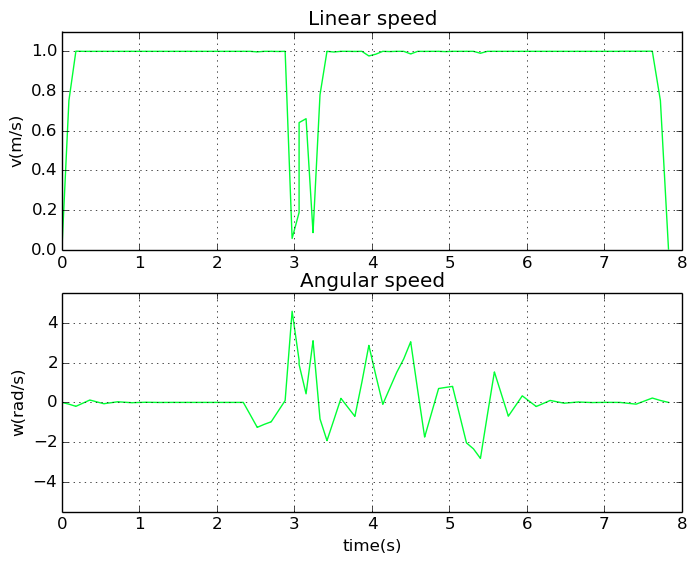 Linear speed
1.0
0.8
0.6
0.4
0.2
0.0
v(m/s)
0 1 2 3 4 5 6 7 8
Angular speed
4
2
0
−2
−4
w(rad/s)
0 1 2 3 4 5 6 7 8
time(s)